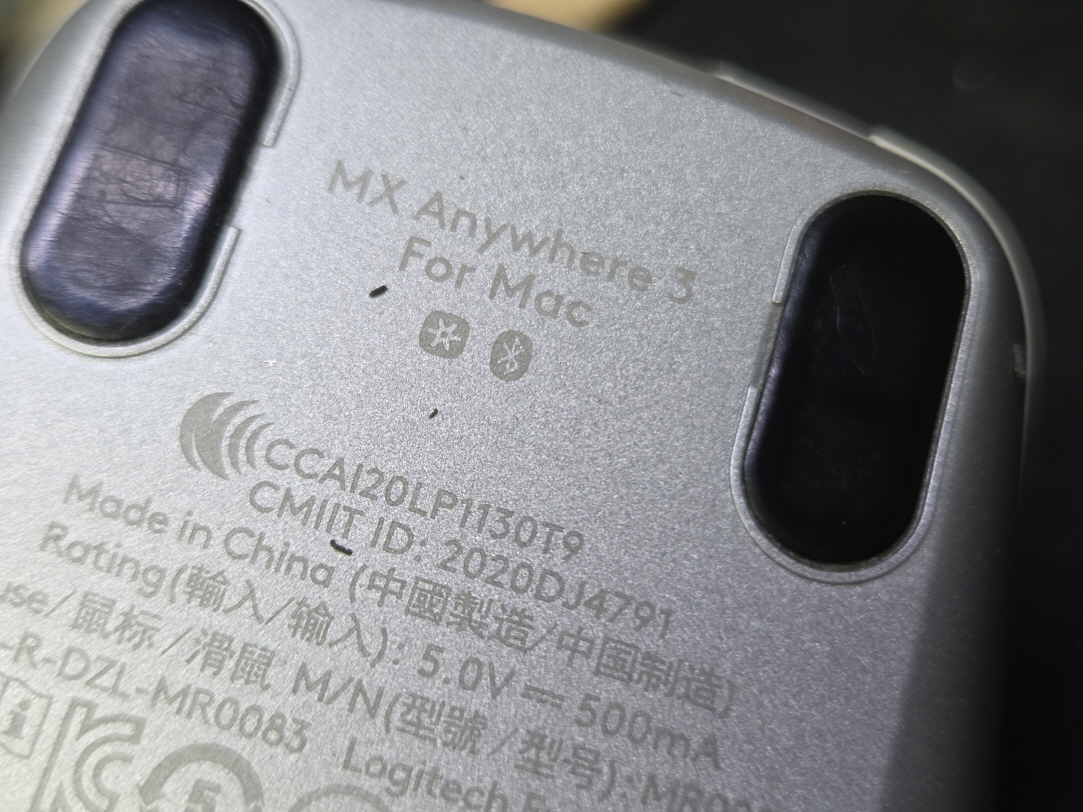 MX Anywhere 3
For Mac
CCAI20LP1130T9
CMIIT ID: 2020DJ4791
Made in China (中國製造/中国制造)
Rating(輸入/输入): 5.0V ⎓ 500mA
/鼠标/滑鼠 M/N(型號/型号):
-R-DZL-MR0083 Logitech